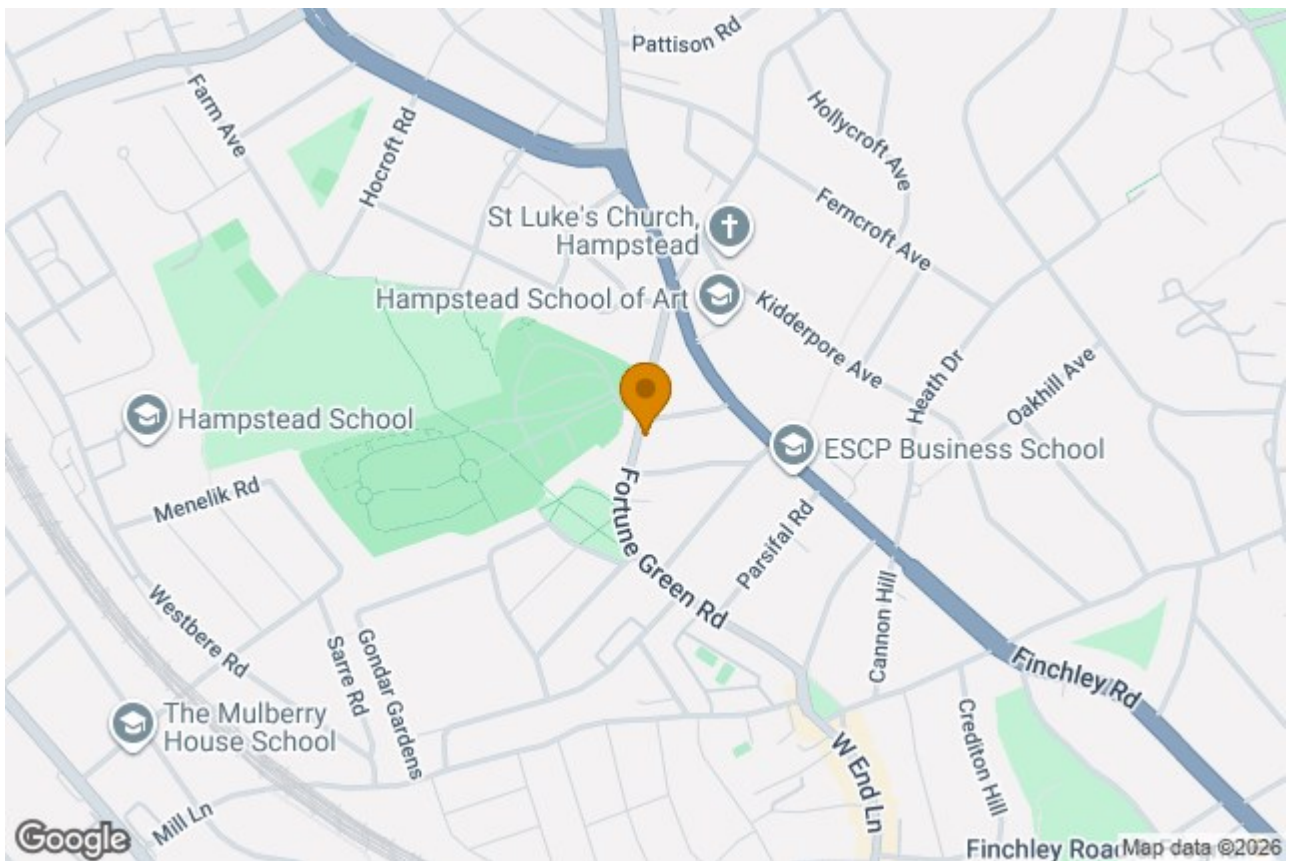 Pattison Rd
Farm Ave
Hocroft Rd
Hollycroft Ave
Ferncroft Ave
St Luke's Church,
Hampstead
Hampstead School of Art
Kidderpore Ave
Heath Dr
Oakhill Ave
Hampstead School
ESCP Business School
Menelik Rd
Fortune Green Rd
Parsifal Rd
Westbere Rd
Sarre Rd
Gondar Gardens
Cannon Hill
Finchley Rd
The Mulberry
House School
Crediton Hill
W End Ln
Mill Ln
Google
Finchley Road
Map data ©2026